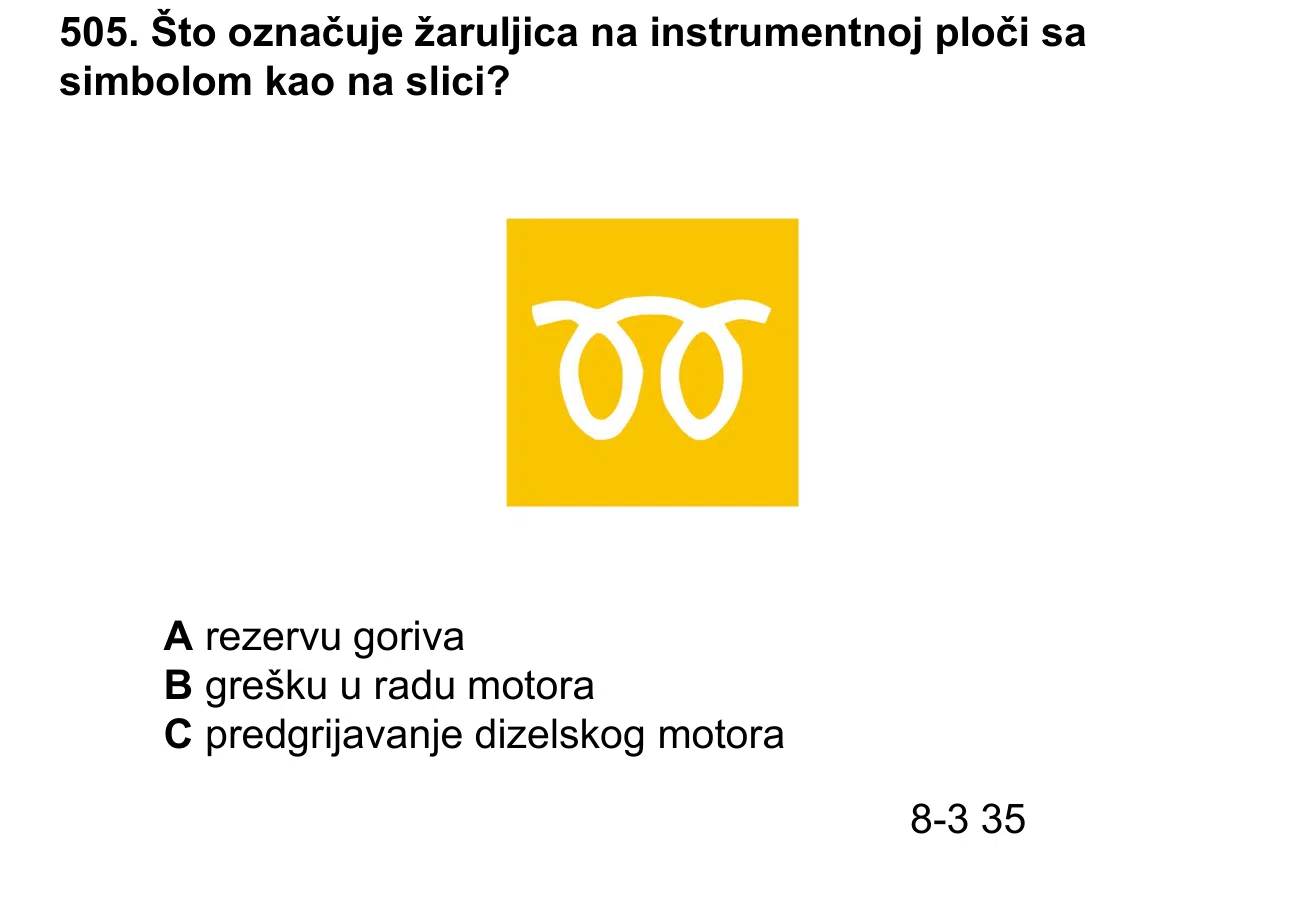 505. Što označuje žaruljica na instrumentnoj ploči sa
simbolom kao na slici?
A rezervu goriva
B grešku u radu motora
C predgrijavanje dizelskog motora
8-3 35